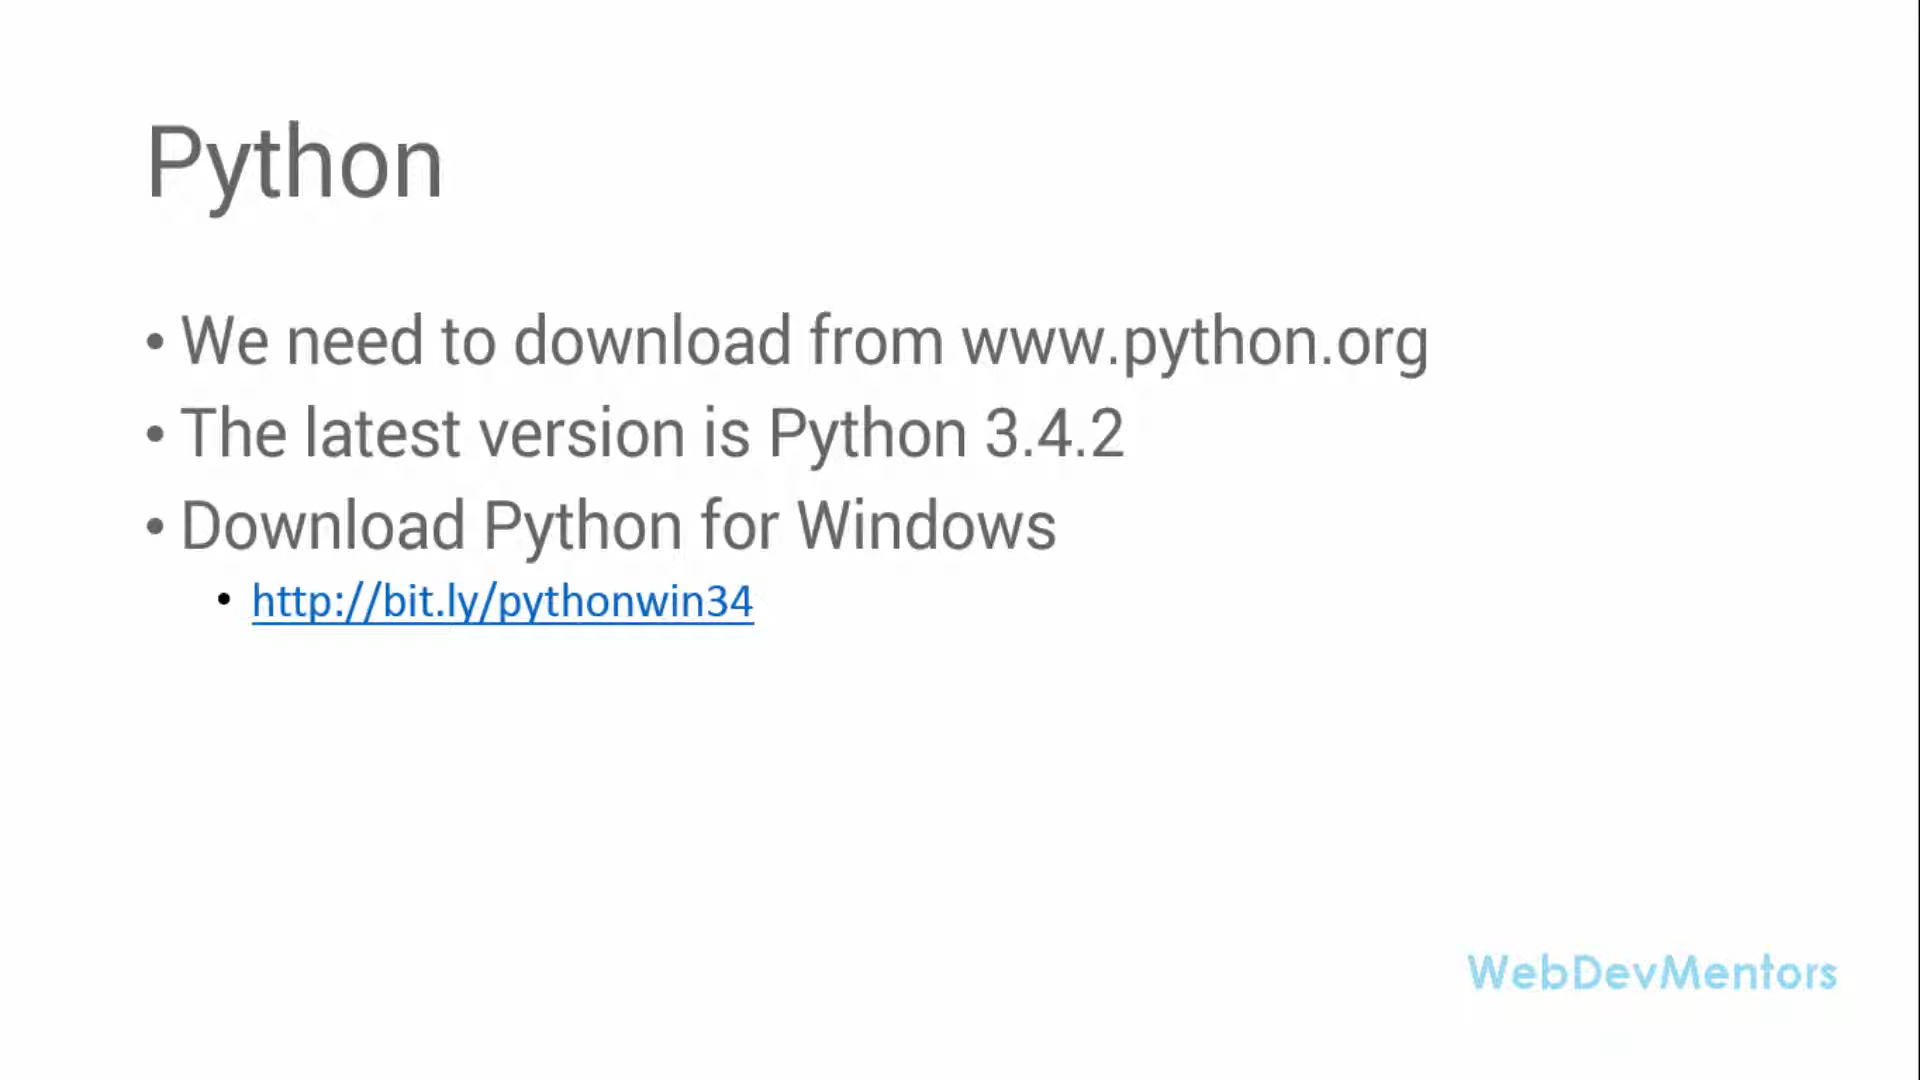 Python
• We need to download from www.python.org
• The latest version is Python 3.4.2
• Download Python for Windows
• http://bit.ly/pythonwin34
WebDevMentors